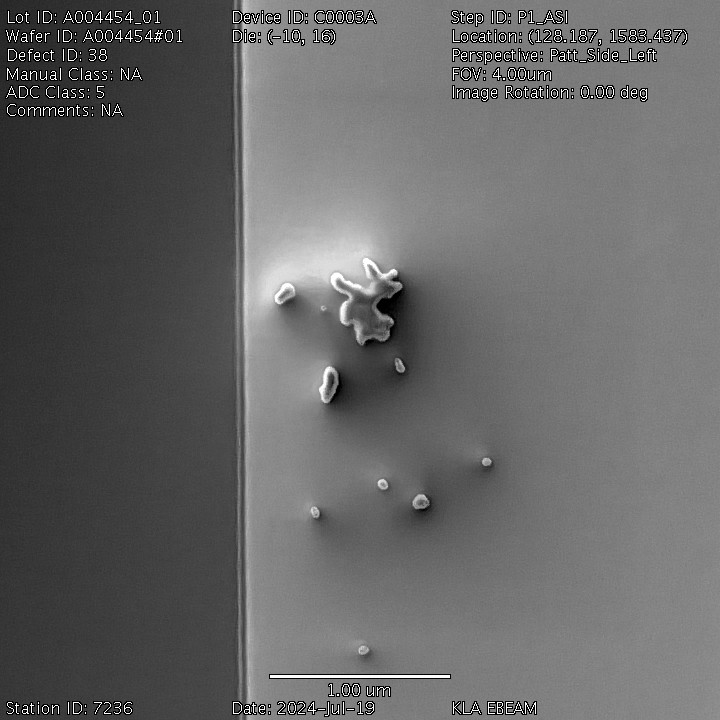 Lot ID: A004454_01
Wafer ID: A004454#01
Defect ID: 38
Manual Class: NA
ADC Class: 5
Comments: NA
Device ID: C0003A
Die: (-10, 16)
Step ID: P1_ASI
Location: (128.187, 1583.437)
Perspective: Patt_Side_Left
FOV: 4.00um
Image Rotation: 0.00 deg
1.00 um
Station ID: 7236
Date: 2024-Jul-19
KLA EBEAM